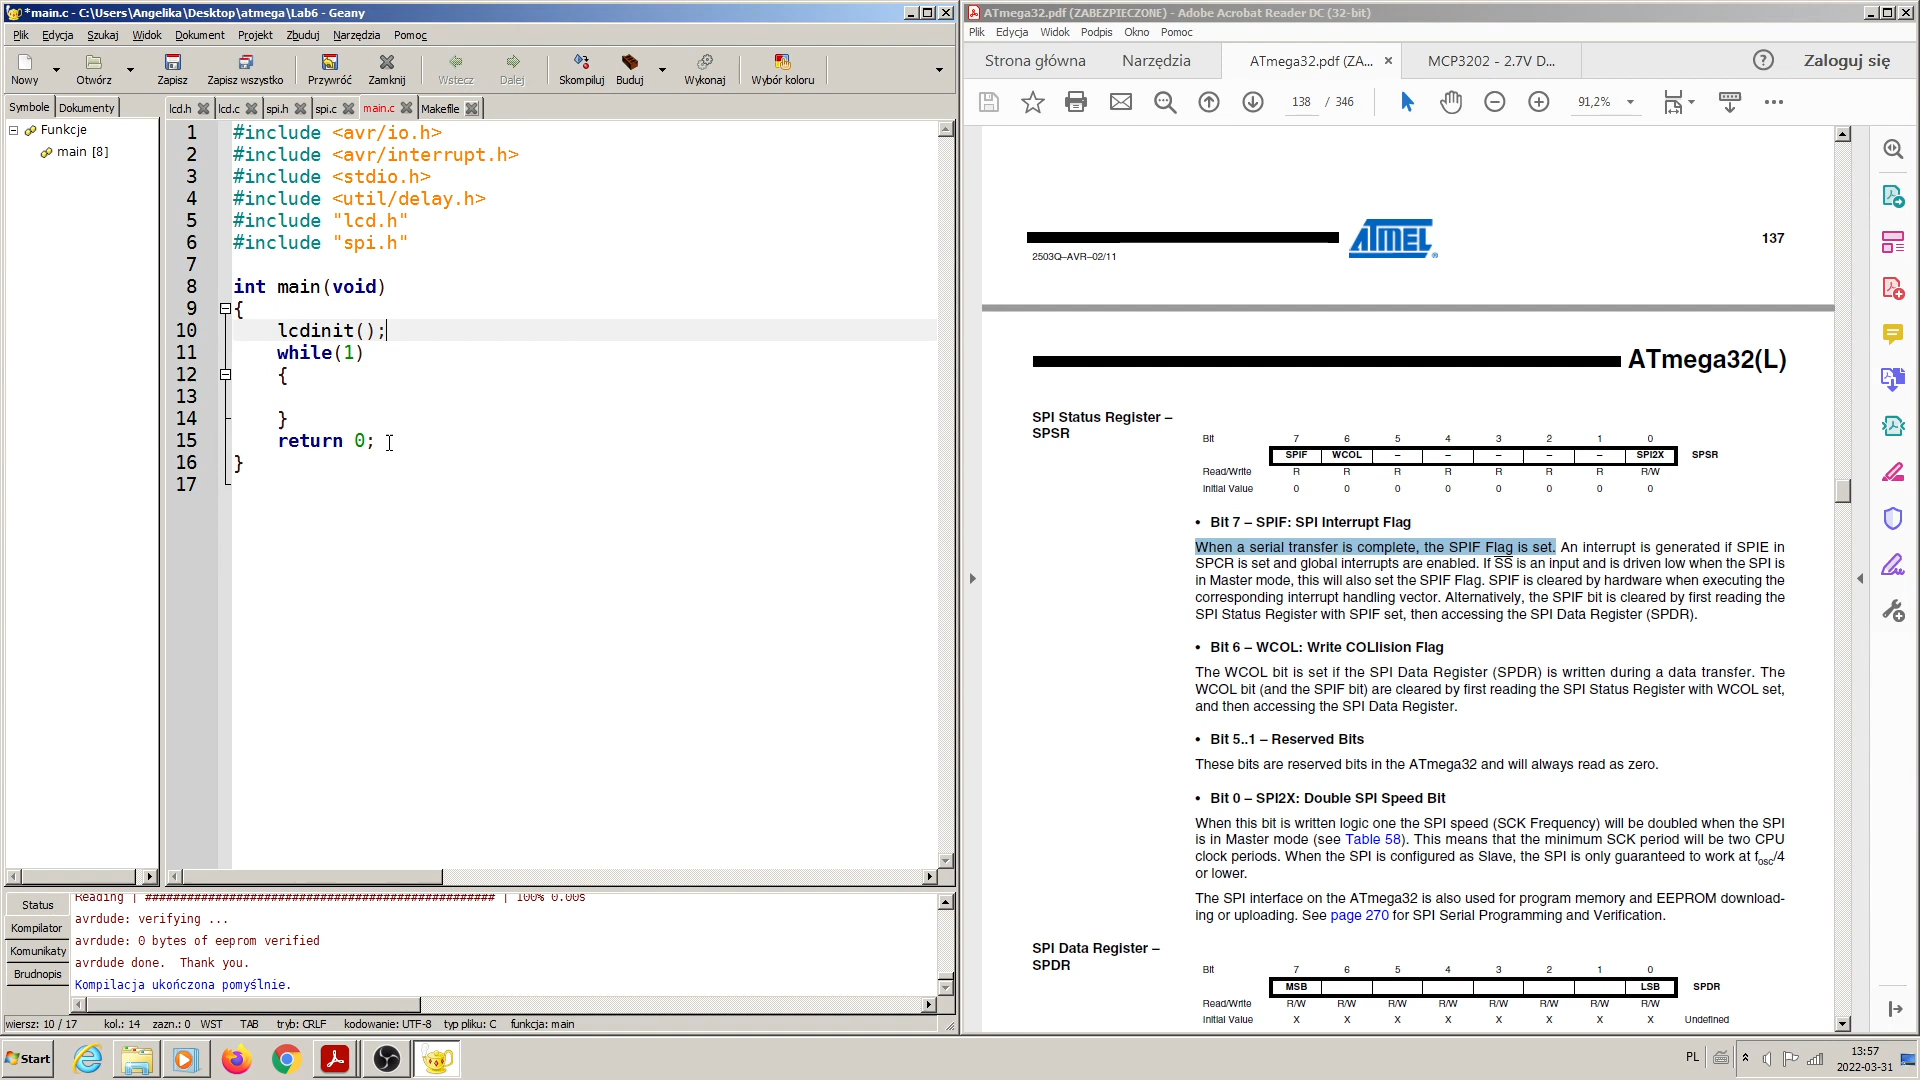 *main.c - C:\Users\Angelika\Desktop\atmega\Lab6 - Geany
Plik Edycja Szukaj Widok Dokument Projekt Zbuduj Narzędzia Pomoc
Nowy Otwórz Zapisz Zapisz wszystko Przywróć Zamknij Wstecz Dalej Skompiluj Buduj Wykonaj Wybór koloru
Symbole Dokumenty
lcd.h lcd.c spi.h spi.c main.c Makefile
Funkcje
main [8]
1 #include <avr/io.h>
2 #include <avr/interrupt.h>
3 #include <stdio.h>
4 #include <util/delay.h>
5 #include "lcd.h"
6 #include "spi.h"
7
8 int main(void)
9 {
10 lcdinit();
11 while(1)
12 {
13
14 }
15 return 0;
16 }
17
Status
Kompilator
Komunikaty
Brudnopis
Reading | ################################################## | 100% 0.00s
avrdude: verifying ...
avrdude: 0 bytes of eeprom verified
avrdude done.  Thank you.
Kompilacja ukończona pomyślnie.
wiersz: 10 / 17 kol.: 14 zazn.: 0 WST TAB tryb: CRLF kodowanie: UTF-8 typ pliku: C funkcja: main
ATmega32.pdf (ZABEZPIECZONE) - Adobe Acrobat Reader DC (32-bit)
Plik Edycja Widok Podpis Okno Pomoc
Strona główna Narzędzia ATmega32.pdf (ZA... MCP3202 - 2.7V D... Zaloguj się
138 / 346 91,2%
ATMEL
2503Q–AVR–02/11
137
ATmega32(L)
SPI Status Register –
SPSR
Bit 7 6 5 4 3 2 1 0
SPIF WCOL – – – – – SPI2X SPSR
Read/Write R R R R R R R R/W
Initial Value 0 0 0 0 0 0 0 0
• Bit 7 – SPIF: SPI Interrupt Flag
When a serial transfer is complete, the SPIF Flag is set. An interrupt is generated if SPIE in
SPCR is set and global interrupts are enabled. If SS is an input and is driven low when the SPI is
in Master mode, this will also set the SPIF Flag. SPIF is cleared by hardware when executing the
corresponding interrupt handling vector. Alternatively, the SPIF bit is cleared by first reading the
SPI Status Register with SPIF set, then accessing the SPI Data Register (SPDR).
• Bit 6 – WCOL: Write COLlision Flag
The WCOL bit is set if the SPI Data Register (SPDR) is written during a data transfer. The
WCOL bit (and the SPIF bit) are cleared by first reading the SPI Status Register with WCOL set,
and then accessing the SPI Data Register.
• Bit 5..1 – Reserved Bits
These bits are reserved bits in the ATmega32 and will always read as zero.
• Bit 0 – SPI2X: Double SPI Speed Bit
When this bit is written logic one the SPI speed (SCK Frequency) will be doubled when the SPI
is in Master mode (see Table 58). This means that the minimum SCK period will be two CPU
clock periods. When the SPI is configured as Slave, the SPI is only guaranteed to work at fosc/4
or lower.
The SPI interface on the ATmega32 is also used for program memory and EEPROM download-
ing or uploading. See page 270 for SPI Serial Programming and Verification.
SPI Data Register –
SPDR
Bit 7 6 5 4 3 2 1 0
MSB LSB SPDR
Read/Write R/W R/W R/W R/W R/W R/W R/W R/W
Initial Value X X X X X X X X Undefined
Start
PL
13:57
2022-03-31